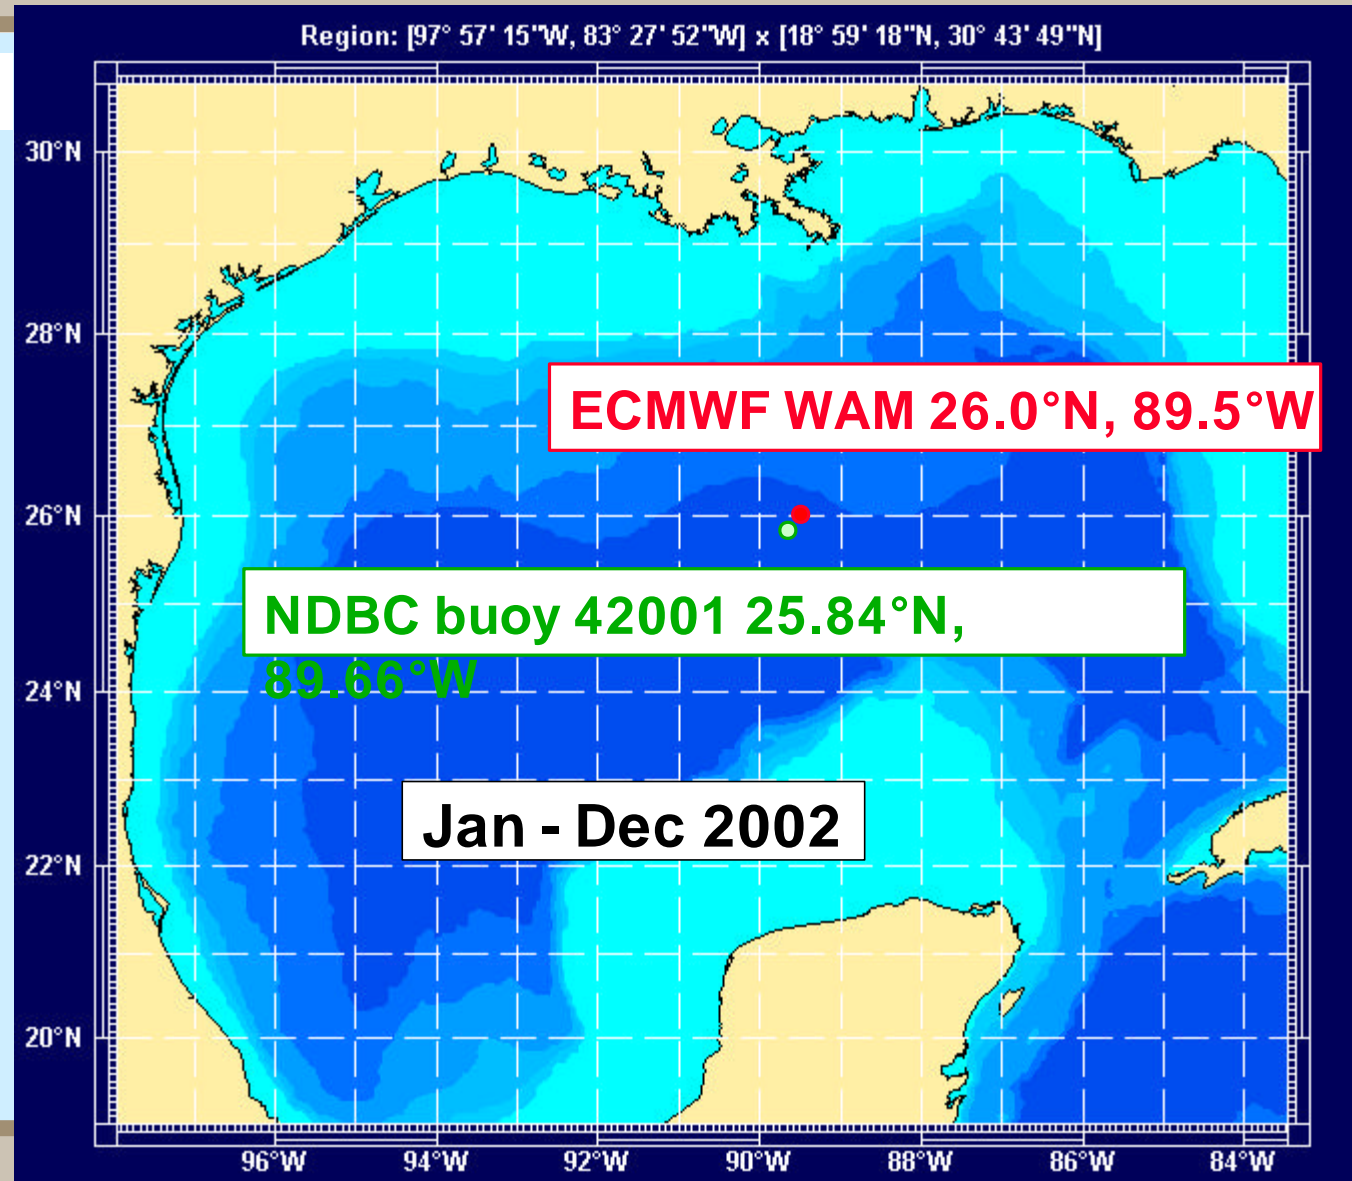 Region: [97° 57' 15"W, 83° 27' 52"W] x [18° 59' 18"N, 30° 43' 49"N]
30°N
28°N
ECMWF WAM 26.0°N, 89.5°W
26°N
NDBC buoy 42001 25.84°N,
89.66°W
24°N
Jan - Dec 2002
22°N
20°N
96°W 94°W 92°W 90°W 88°W 86°W 84°W